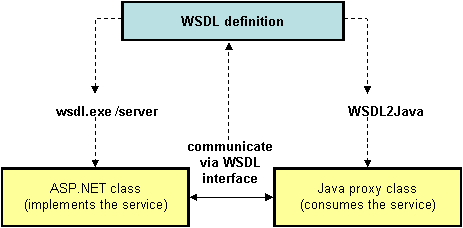 WSDL definition
wsdl.exe /server
WSDL2Java
communicate
via WSDL
interface
ASP.NET class
(implements the service)
Java proxy class
(consumes the service)